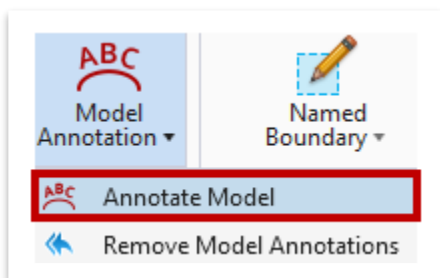 ABC
Model
Annotation
Named
Boundary
ABC Annotate Model
Remove Model Annotations